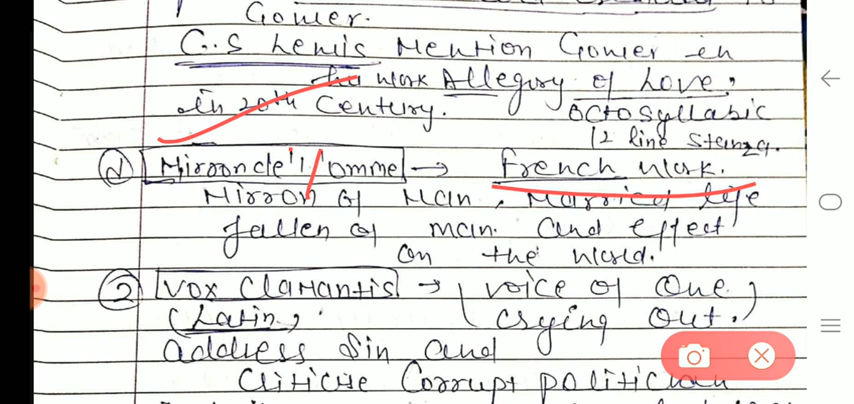 Gower.
C.S Lewis Mention Gower in
his work Allegory of Love,
in 20th Century. Octosyllabic
12 line stanza.
① Mirror de l'omme → French work.
Mirror of Man, Married life
fallen of man and effect
on the world.
② Vox Clamantis → (voice of One
(Latin, crying Out.)
address Sin and
Criticise Corrupt politician